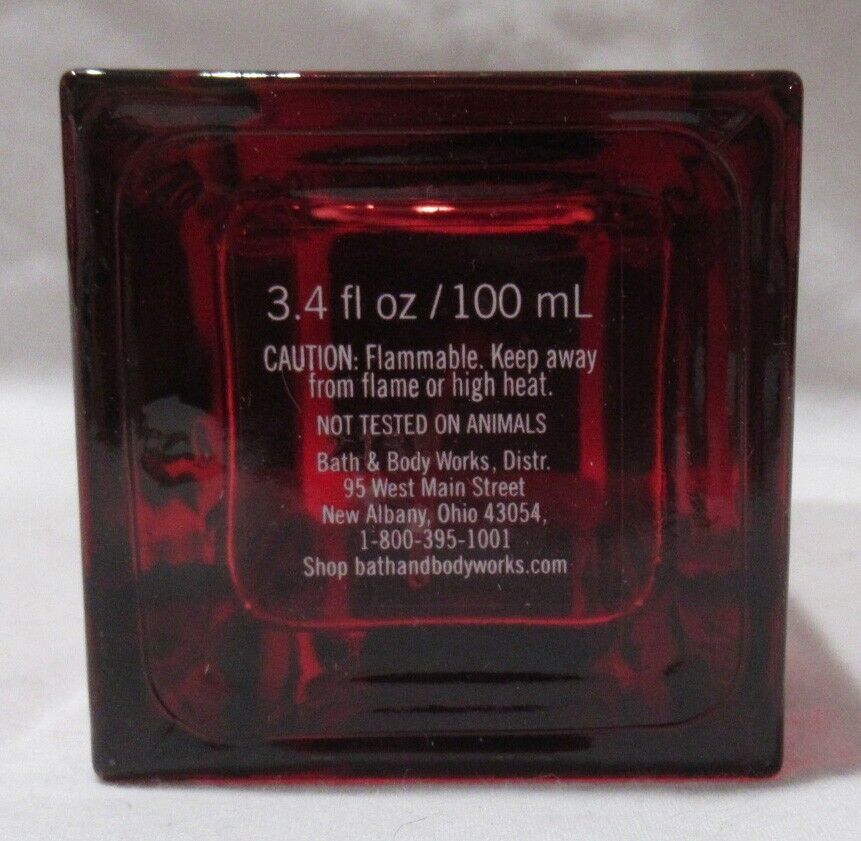 3.4 fl oz / 100 mL
CAUTION: Flammable. Keep away
from flame or high heat.
NOT TESTED ON ANIMALS
Bath & Body Works, Distr.
95 West Main Street
New Albany, Ohio 43054,
1-800-395-1001
Shop bathandbodyworks.com